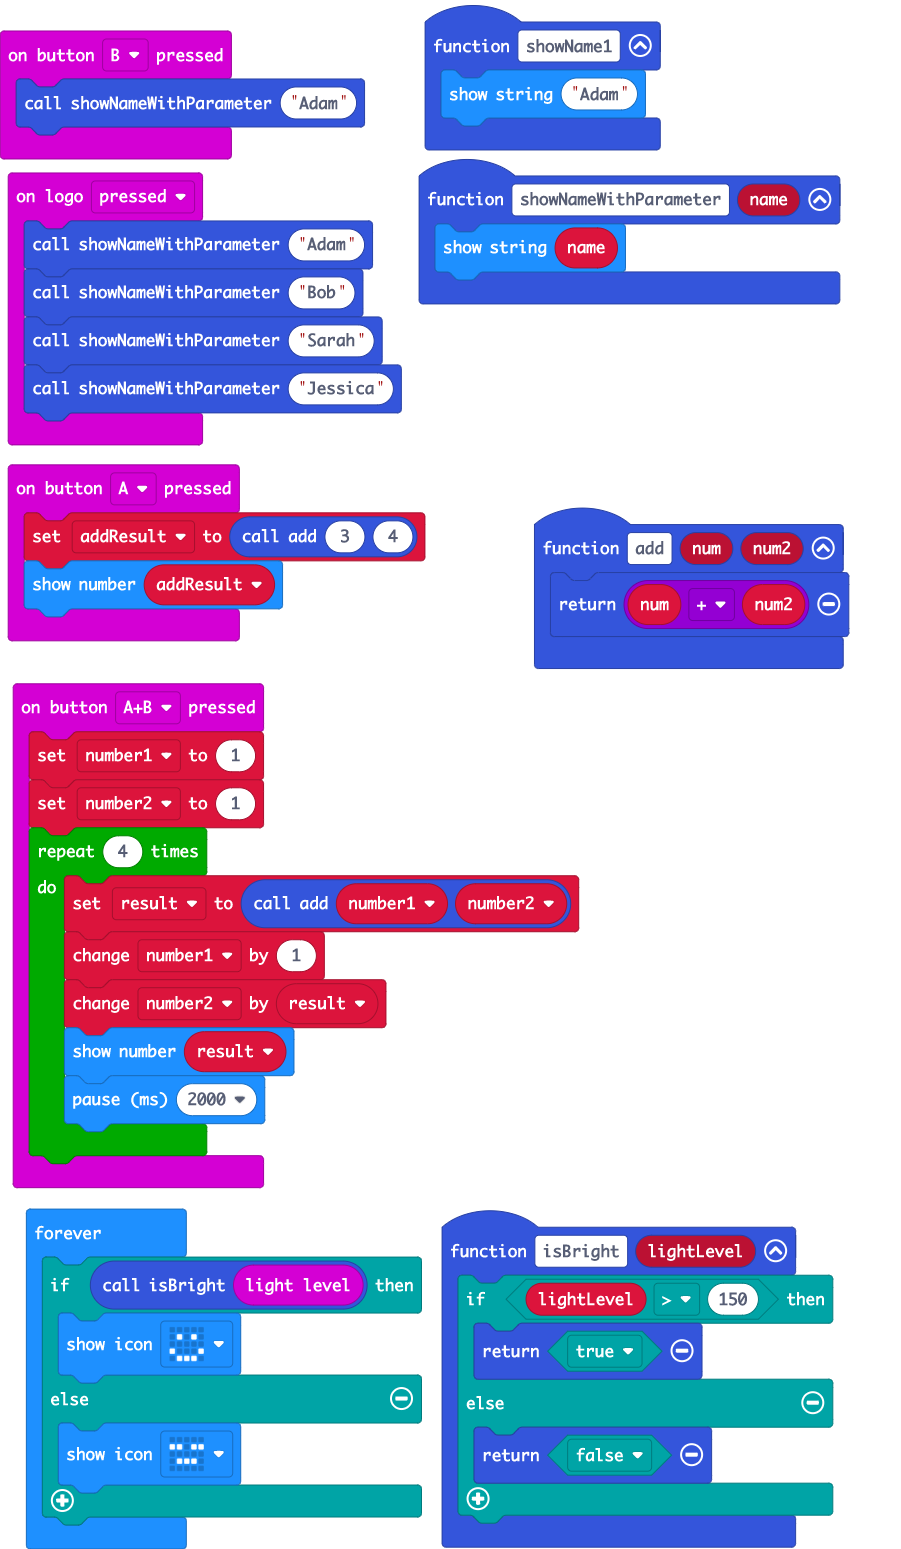 on button B pressed
call showNameWithParameter "Adam"
function showName1
show string "Adam"
on logo pressed
call showNameWithParameter "Adam"
call showNameWithParameter "Bob"
call showNameWithParameter "Sarah"
call showNameWithParameter "Jessica"
function showNameWithParameter name
show string name
on button A pressed
set addResult to call add 3 4
show number addResult
function add num num2
return num + num2
on button A+B pressed
set number1 to 1
set number2 to 1
repeat 4 times
do
set result to call add number1 number2
change number1 by 1
change number2 by result
show number result
pause (ms) 2000
forever
if call isBright light level then
show icon
else
show icon
function isBright lightLevel
if lightLevel > 150 then
return true
else
return false